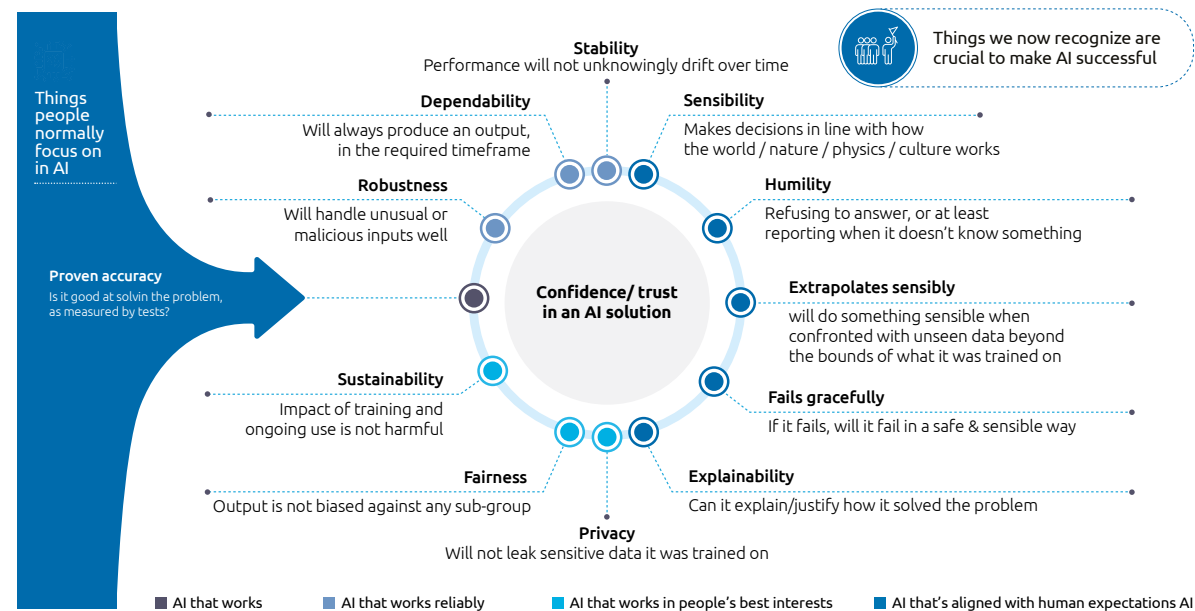 Things
people
normally
focus on
in AI
Proven accuracy
Is it good at solvin the problem,
as measured by tests?
Things we now recognize are
crucial to make AI successful
Stability
Performance will not unknowingly drift over time
Dependability
Will always produce an output,
in the required timeframe
Robustness
Will handle unusual or
malicious inputs well
Sensibility
Makes decisions in line with how
the world / nature / physics / culture works
Humility
Refusing to answer, or at least
reporting when it doesn't know something
Confidence/ trust
in an AI solution
Extrapolates sensibly
will do something sensible when
confronted with unseen data beyond
the bounds of what it was trained on
Sustainability
Impact of training and
ongoing use is not harmful
Fails gracefully
If it fails, will it fail in a safe & sensible way
Fairness
Output is not biased against any sub-group
Explainability
Can it explain/justify how it solved the problem
Privacy
Will not leak sensitive data it was trained on
AI that works
AI that works reliably
AI that works in people's best interests
AI that's aligned with human expectations AI